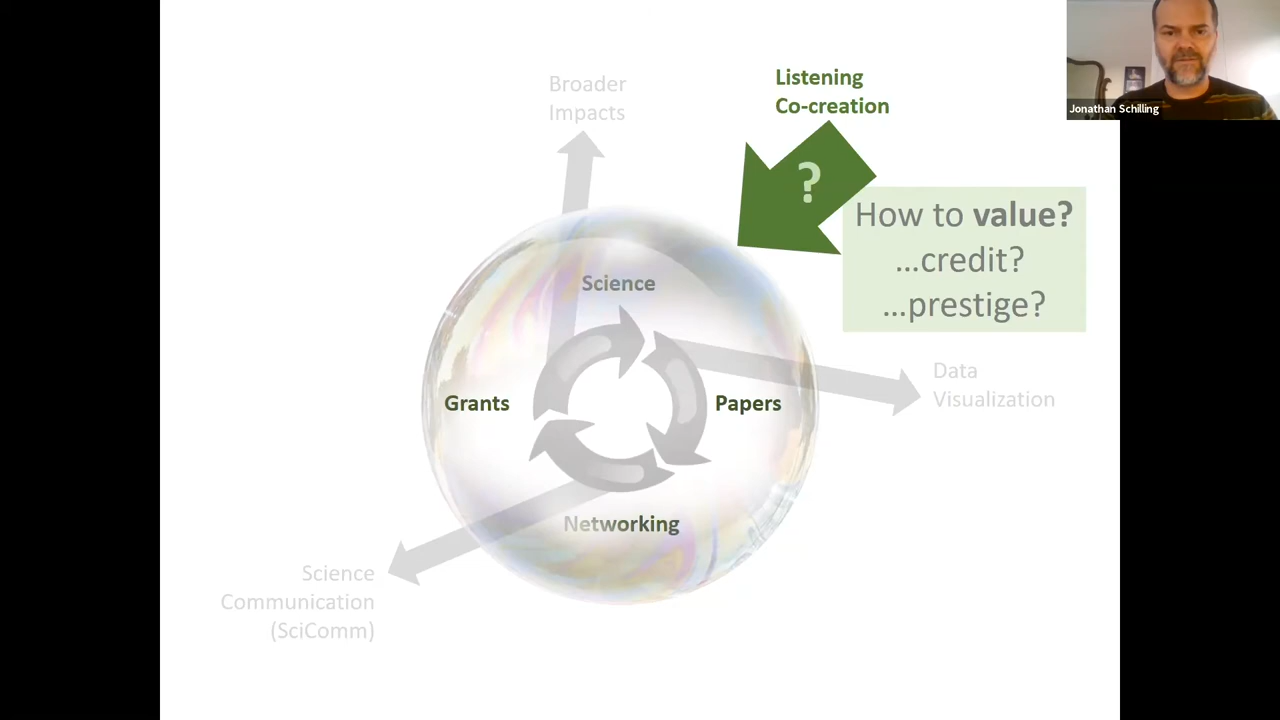 Broader
Impacts
Listening
Co-creation
Jonathan Schilling
?
How to value?
...credit?
...prestige?
Science
Grants
Papers
Data
Visualization
Networking
Science
Communication
(SciComm)